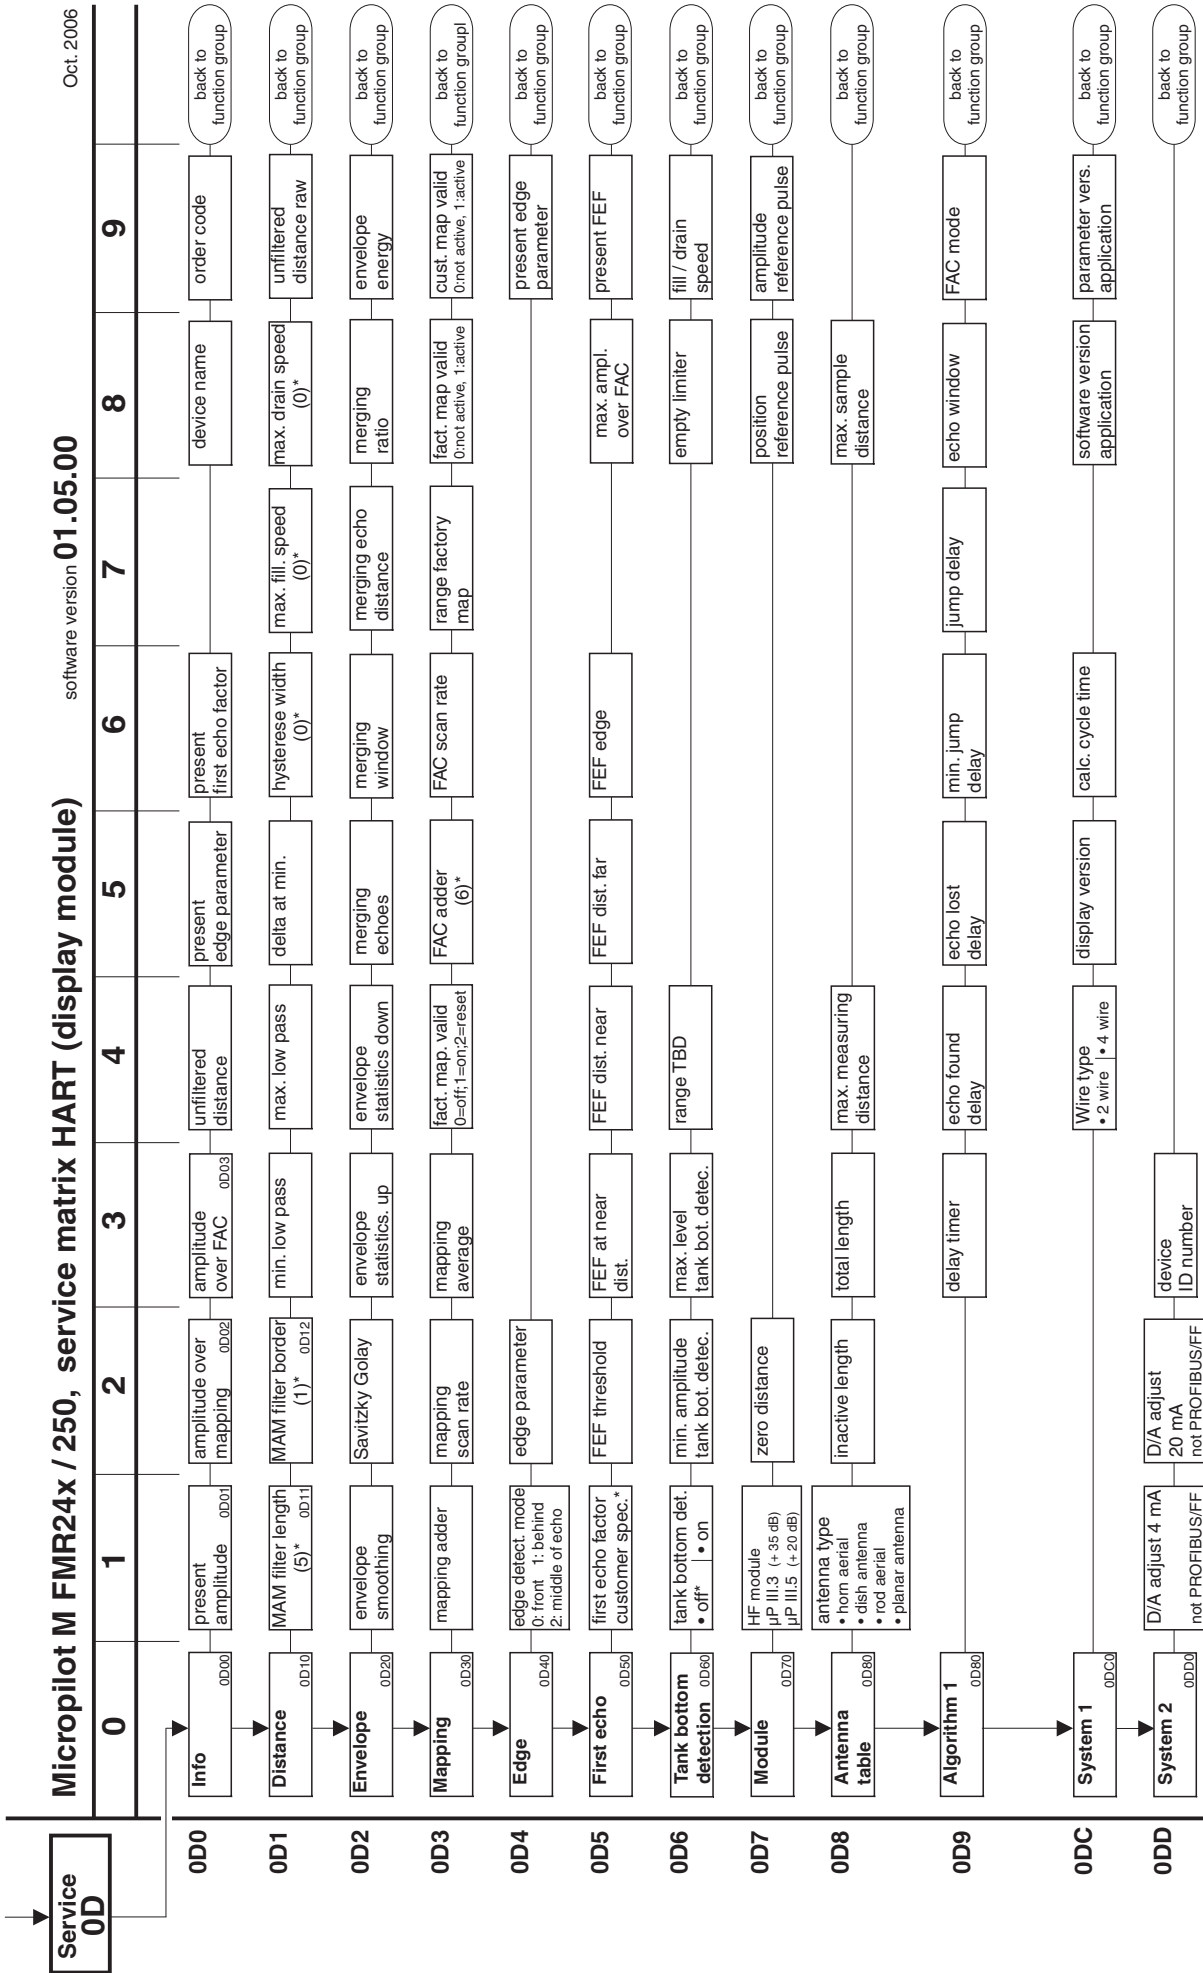 Service
0D
Micropilot M FMR24x / 250, service matrix HART (display module)
software version 01.05.00
Oct. 2006
0
1
2
3
4
5
6
7
8
9
0D0
Info
0D00
present
amplitude
0D01
amplitude over
mapping
0D02
amplitude
over FAC
0D03
unfiltered
distance
present
edge parameter
present
first echo factor
device name
order code
back to
function group
0D1
Distance
0D10
MAM filter length
(5)*
0D11
MAM filter border
(1)*
0D12
min. low pass
max. low pass
delta at min.
hysterese width
(0)*
max. fill. speed
(0)*
max. drain speed
(0)*
unfiltered
distance raw
back to
function group
0D2
Envelope
0D20
envelope
smoothing
Savitzky Golay
envelope
statistics. up
envelope
statistics down
merging
echoes
merging
window
merging echo
distance
merging
ratio
envelope
energy
back to
function group
0D3
Mapping
0D30
mapping adder
mapping
scan rate
mapping
average
fact. map. valid
0=off;1=on;2=reset
FAC adder
(6)*
FAC scan rate
range factory
map
fact. map valid
0:not active, 1:active
cust. map valid
0:not active, 1:active
back to
function groupl
0D4
Edge
0D40
edge detect. mode
0: front 1: behind
2: middle of echo
edge parameter
present edge
parameter
back to
function group
0D5
First echo
0D50
first echo factor
customer spec.*
FEF threshold
FEF at near
dist.
FEF dist. near
FEF dist. far
FEF edge
max. ampl.
over FAC
present FEF
back to
function group
0D6
Tank bottom
detection
0D60
tank bottom det.
• off* | • on
min. amplitude
tank bot. detec.
max. level
tank bot. detec.
range TBD
empty limiter
fill / drain
speed
back to
function group
0D7
Module
0D70
HF module
µP III.3 (+ 35 dB)
µP III.5 (+ 20 dB)
zero distance
position
reference pulse
amplitude
reference pulse
back to
function group
0D8
Antenna
table
0D80
antenna type
• horn aerial
• dish antenna
• rod aerial
• planar antenna
inactive length
total length
max. measuring
distance
max. sample
distance
back to
function group
0D9
Algorithm 1
0D80
delay timer
echo found
delay
echo lost
delay
min. jump
delay
jump delay
echo window
FAC mode
back to
function group
0DC
System 1
0DC0
Wire type
• 2 wire | • 4 wire
display version
calc. cycle time
software version
application
parameter vers.
application
back to
function group
0DD
System 2
0DD0
D/A adjust 4 mA
not PROFIBUS/FF
D/A adjust
20 mA
not PROFIBUS/FF
device
ID number
back to
function group